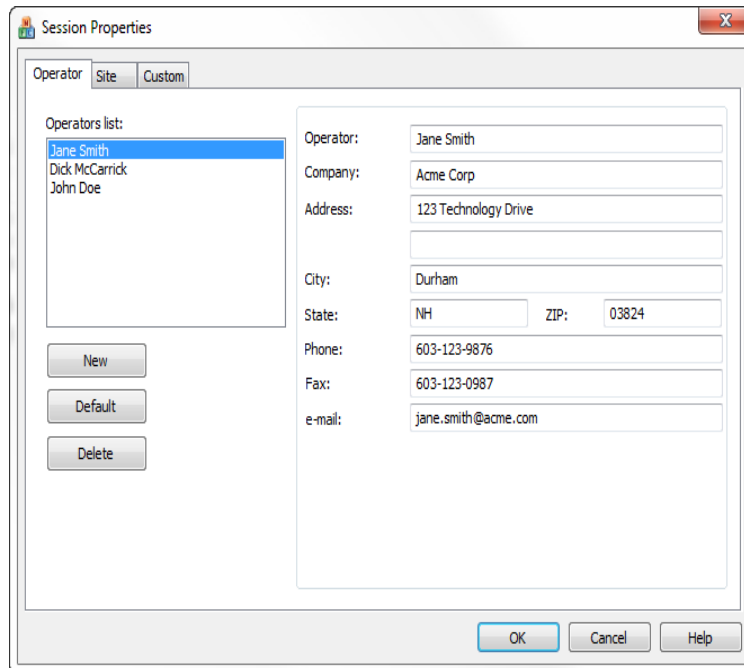 Session Properties
Operator Site Custom
Operators list:
Jane Smith
Dick McCarrick
John Doe
New
Default
Delete
Operator: Jane Smith
Company: Acme Corp
Address: 123 Technology Drive
City: Durham
State: NH ZIP: 03824
Phone: 603-123-9876
Fax: 603-123-0987
e-mail: jane.smith@acme.com
OK Cancel Help